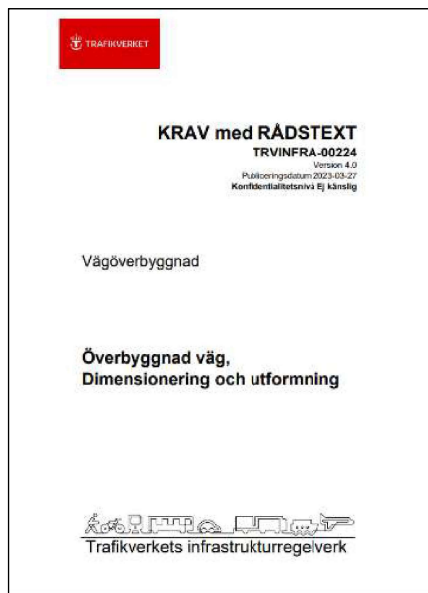 TRAFIKVERKET
KRAV med RÅDSTEXT
TRVINFRA-00224
Version 4.0
Publiceringsdatum 2023-03-27
Konfidentialitetsnivå Ej känslig
Vägöverbyggnad
Överbyggnad väg,
Dimensionering och utformning
Trafikverkets infrastrukturregelverk